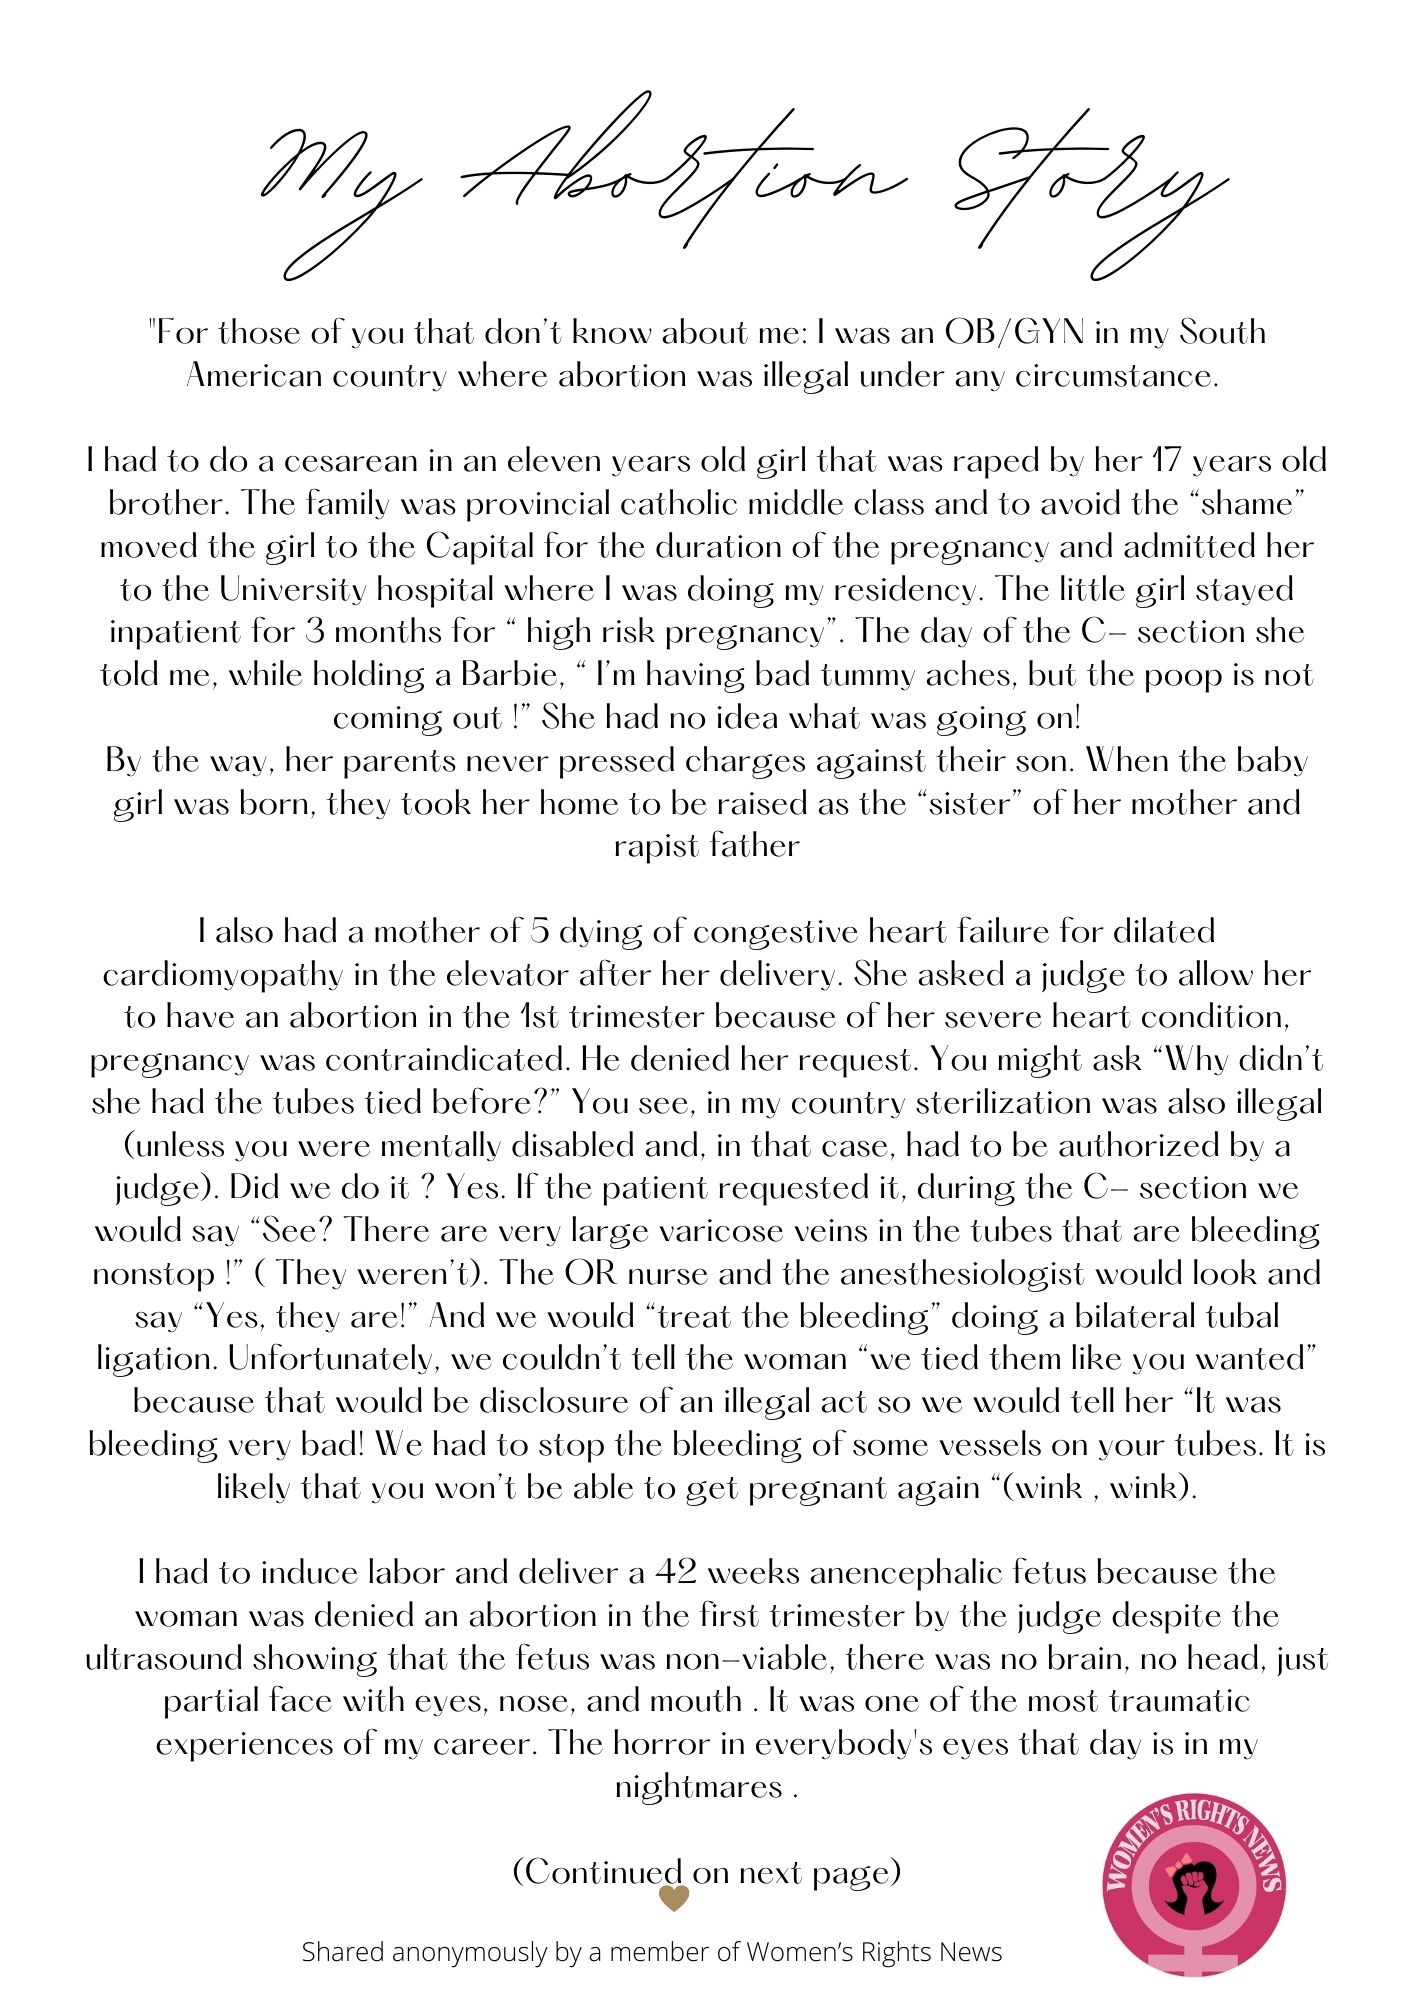 My Abortion Story
"For those of you that don't know about me: I was an OB/GYN in my South
American country where abortion was illegal under any circumstance.
I had to do a cesarean in an eleven years old girl that was raped by her 17 years old
brother. The family was provincial catholic middle class and to avoid the “shame”
moved the girl to the Capital for the duration of the pregnancy and admitted her
to the University hospital where I was doing my residency. The little girl stayed
inpatient for 3 months for “ high risk pregnancy”. The day of the C- section she
told me, while holding a Barbie, “ I’m having bad tummy aches, but the poop is not
coming out !” She had no idea what was going on!
By the way, her parents never pressed charges against their son. When the baby
girl was born, they took her home to be raised as the “sister” of her mother and
rapist father
I also had a mother of 5 dying of congestive heart failure for dilated
cardiomyopathy in the elevator after her delivery. She asked a judge to allow her
to have an abortion in the 1st trimester because of her severe heart condition,
pregnancy was contraindicated. He denied her request. You might ask “Why didn’t
she had the tubes tied before?” You see, in my country sterilization was also illegal
(unless you were mentally disabled and, in that case, had to be authorized by a
judge). Did we do it ? Yes. If the patient requested it, during the C- section we
would say “See? There are very large varicose veins in the tubes that are bleeding
nonstop !” ( They weren’t). The OR nurse and the anesthesiologist would look and
say “Yes, they are!” And we would “treat the bleeding” doing a bilateral tubal
ligation. Unfortunately, we couldn’t tell the woman “we tied them like you wanted”
because that would be disclosure of an illegal act so we would tell her “It was
bleeding very bad! We had to stop the bleeding of some vessels on your tubes. It is
likely that you won’t be able to get pregnant again “(wink , wink).
I had to induce labor and deliver a 42 weeks anencephalic fetus because the
woman was denied an abortion in the first trimester by the judge despite the
ultrasound showing that the fetus was non-viable, there was no brain, no head, just
partial face with eyes, nose, and mouth . It was one of the most traumatic
experiences of my career. The horror in everybody's eyes that day is in my
nightmares .
(Continued on next page)
WOMEN'S RIGHTS NEWS
Shared anonymously by a member of Women’s Rights News